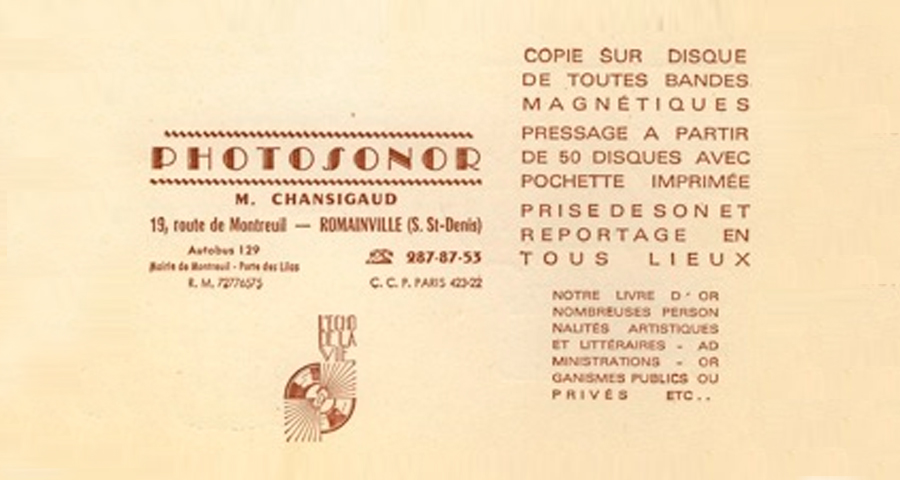 PHOTOSONOR
M. CHANSIGAUD
19, route de Montreuil — ROMAINVILLE (S. St-Denis)
Autobus 129
Mairie de Montreuil - Porte des Lilas
R. M. 72776575
☎ 287-87-53
C. C. P. PARIS 423-22
L'ECHO
DE LA
VIE
COPIE SUR DISQUE
DE TOUTES BANDES
MAGNÉTIQUES
PRESSAGE A PARTIR
DE 50 DISQUES AVEC
POCHETTE IMPRIMÉE
PRISE DE SON ET
REPORTAGE EN
TOUS LIEUX
NOTRE LIVRE D'OR
NOMBREUSES PERSON
NALITÉS ARTISTIQUES
ET LITTÉRAIRES - AD
MINISTRATIONS - OR
GANISMES PUBLICS OU
PRIVÉS ETC..